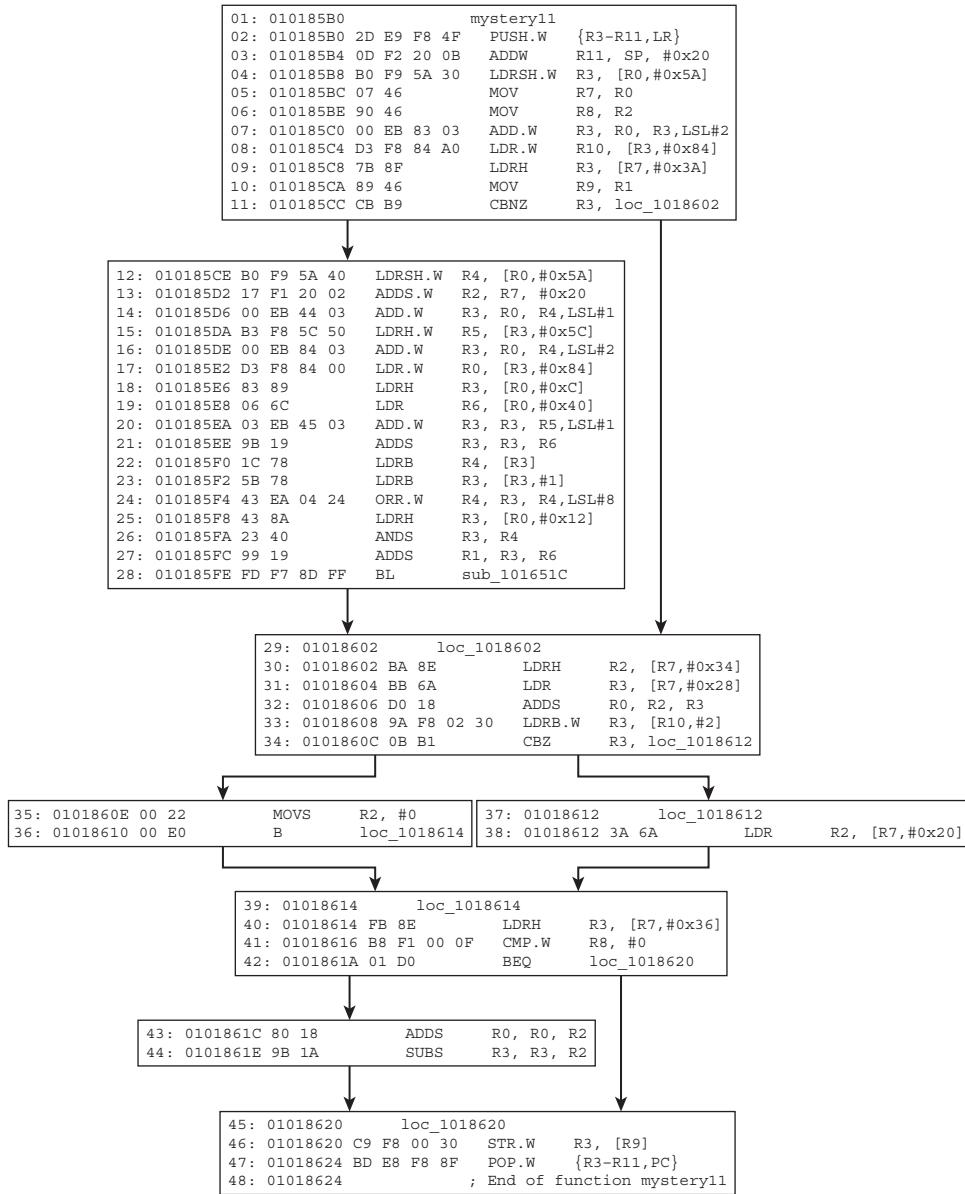 01: 010185B0 mystery11
02: 010185B0 2D E9 F8 4F PUSH.W {R3-R11,LR}
03: 010185B4 0D F2 20 0B ADDW R11, SP, #0x20
04: 010185B8 B0 F9 5A 30 LDRSH.W R3, [R0,#0x5A]
05: 010185BC 07 46 MOV R7, R0
06: 010185BE 90 46 MOV R8, R2
07: 010185C0 00 EB 83 03 ADD.W R3, R0, R3,LSL#2
08: 010185C4 D3 F8 84 A0 LDR.W R10, [R3,#0x84]
09: 010185C8 7B 8F LDRH R3, [R7,#0x3A]
10: 010185CA 89 46 MOV R9, R1
11: 010185CC CB B9 CBNZ R3, loc_1018602
12: 010185CE B0 F9 5A 40 LDRSH.W R4, [R0,#0x5A]
13: 010185D2 17 F1 20 02 ADDS.W R2, R7, #0x20
14: 010185D6 00 EB 44 03 ADD.W R3, R0, R4,LSL#1
15: 010185DA B3 F8 5C 50 LDRH.W R5, [R3,#0x5C]
16: 010185DE 00 EB 84 03 ADD.W R3, R0, R4,LSL#2
17: 010185E2 D3 F8 84 00 LDR.W R0, [R3,#0x84]
18: 010185E6 83 89 LDRH R3, [R0,#0xC]
19: 010185E8 06 6C LDR R6, [R0,#0x40]
20: 010185EA 03 EB 45 03 ADD.W R3, R3, R5,LSL#1
21: 010185EE 9B 19 ADDS R3, R3, R6
22: 010185F0 1C 78 LDRB R4, [R3]
23: 010185F2 5B 78 LDRB R3, [R3,#1]
24: 010185F4 43 EA 04 24 ORR.W R4, R3, R4,LSL#8
25: 010185F8 43 8A LDRH R3, [R0,#0x12]
26: 010185FA 23 40 ANDS R3, R4
27: 010185FC 99 19 ADDS R1, R3, R6
28: 010185FE FD F7 8D FF BL sub_101651C
29: 01018602 loc_1018602
30: 01018602 BA 8E LDRH R2, [R7,#0x34]
31: 01018604 BB 6A LDR R3, [R7,#0x28]
32: 01018606 D0 18 ADDS R0, R2, R3
33: 01018608 9A F8 02 30 LDRB.W R3, [R10,#2]
34: 0101860C 0B B1 CBZ R3, loc_1018612
35: 0101860E 00 22 MOVS R2, #0
36: 01018610 00 E0 B loc_1018614
37: 01018612 loc_1018612
38: 01018612 3A 6A LDR R2, [R7,#0x20]
39: 01018614 loc_1018614
40: 01018614 FB 8E LDRH R3, [R7,#0x36]
41: 01018616 B8 F1 00 0F CMP.W R8, #0
42: 0101861A 01 D0 BEQ loc_1018620
43: 0101861C 80 18 ADDS R0, R0, R2
44: 0101861E 9B 1A SUBS R3, R3, R2
45: 01018620 loc_1018620
46: 01018620 C9 F8 00 30 STR.W R3, [R9]
47: 01018624 BD E8 F8 8F POP.W {R3-R11,PC}
48: 01018624 ; End of function mystery11